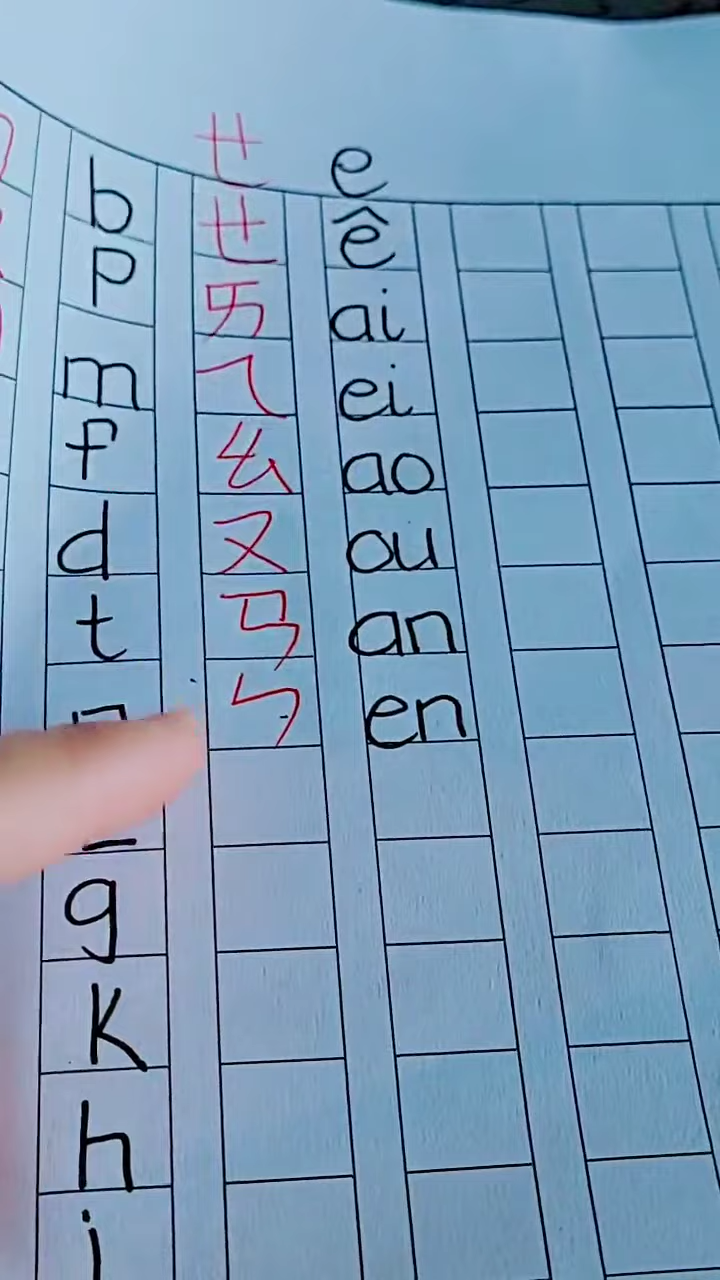 ㄝ e
b ㄝ ê
p ㄞ ai
m ㄟ ei
f ㄠ ao
d ㄡ ou
t ㄢ an
ㄣ en
g
k
h
j